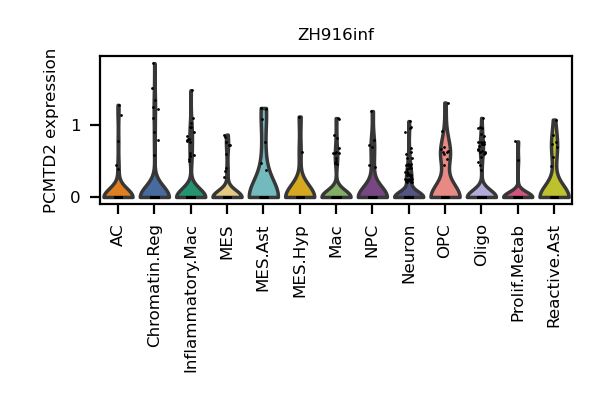 ZH916inf
PCMTD2 expression
1
0
AC
Chromatin.Reg
Inflammatory.Mac
MES
MES.Ast
MES.Hyp
Mac
NPC
Neuron
OPC
Oligo
Prolif.Metab
Reactive.Ast